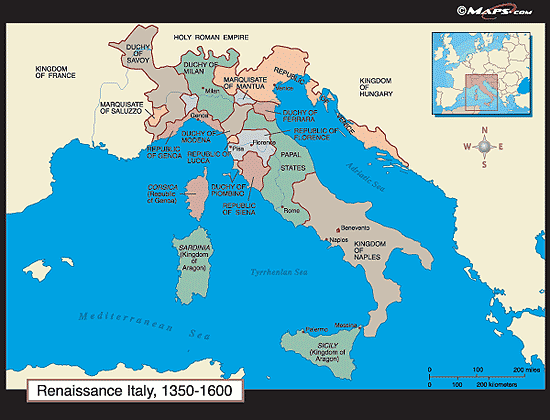 ©MAPS.COM
HOLY ROMAN EMPIRE
DUCHY
OF
SAVOY
DUCHY
OF
MILAN
KINGDOM
OF FRANCE
MARQUISATE
OF
MANTUA
REPUBLIC
OF
VENICE
KINGDOM
OF
HUNGARY
Milan
Venice
MARQUISATE
OF SALUZZO
Genoa
DUCHY OF
FERRARA
DUCHY OF
MODENA
REPUBLIC OF
FLORENCE
REPUBLIC
OF GENOA
REPUBLIC OF
LUCCA
Pisa
Florence
PAPAL
STATES
CORSICA
(Republic
of Genoa)
DUCHY OF
PIOMBINO
REPUBLIC
OF SIENA
Rome
Adriatic Sea
N
W
E
S
Benevento
Naples
KINGDOM
OF
NAPLES
SARDINIA
(Kingdom
of
Aragon)
Tyrrhenian Sea
Mediterranean Sea
Palermo
Messina
SICILY
(Kingdom of
Aragon)
0 100 200 miles
0 100 200 kilometers
Renaissance Italy, 1350-1600